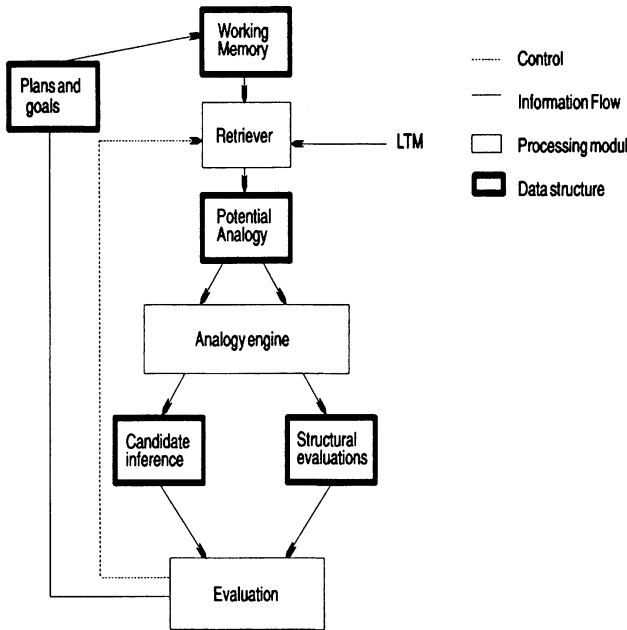 Working
Memory
Plans and
goals
Retriever
LTM
Potential
Analogy
Analogy engine
Candidate
inference
Structural
evaluations
Evaluation
Control
Information Flow
Processing modul
Data structure